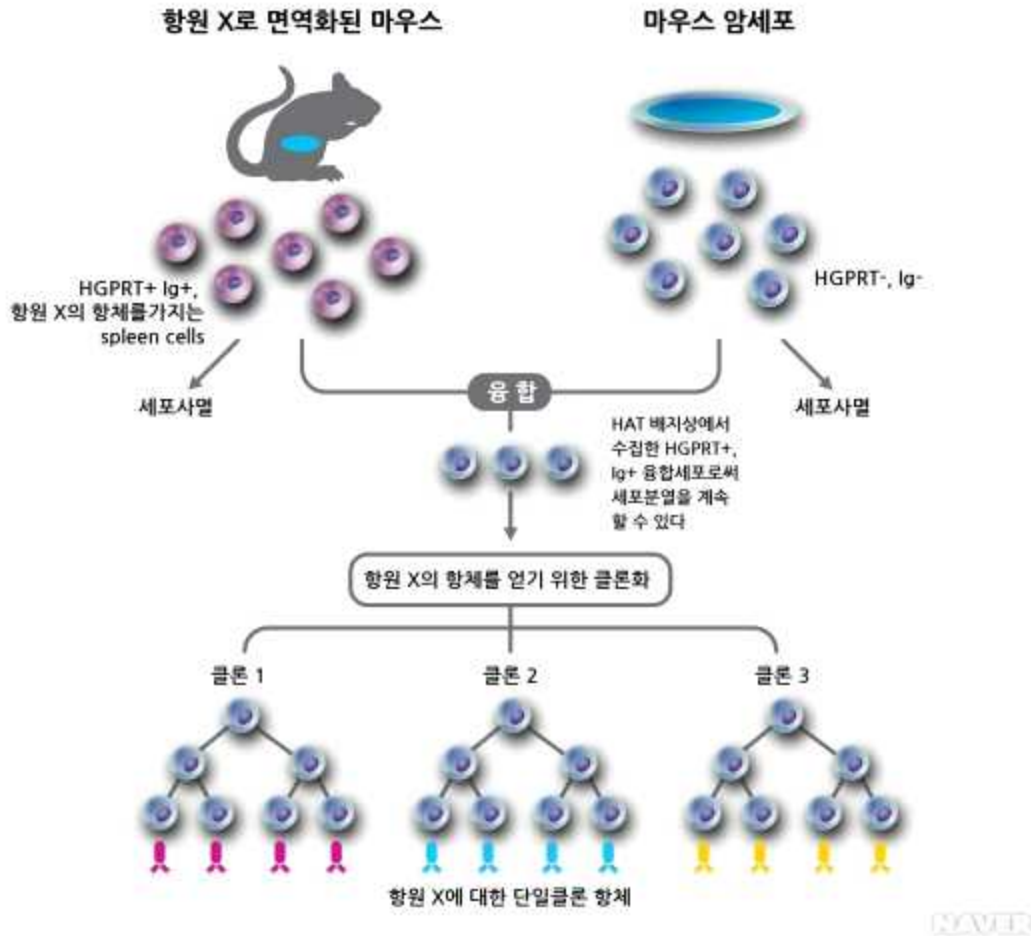 항원 X로 면역화된 마우스
마우스 암세포
HGPRT+ Ig+,
항원 X의 항체를가지는
spleen cells
HGPRT-, Ig-
세포사멸
융합
세포사멸
HAT 배지상에서
수집한 HGPRT+,
Ig+ 융합세포로써
세포분열을 계속
할 수 있다
항원 X의 항체를 얻기 위한 클론화
클론 1
클론 2
클론 3
항원 X에 대한 단일클론 항체
NAVER